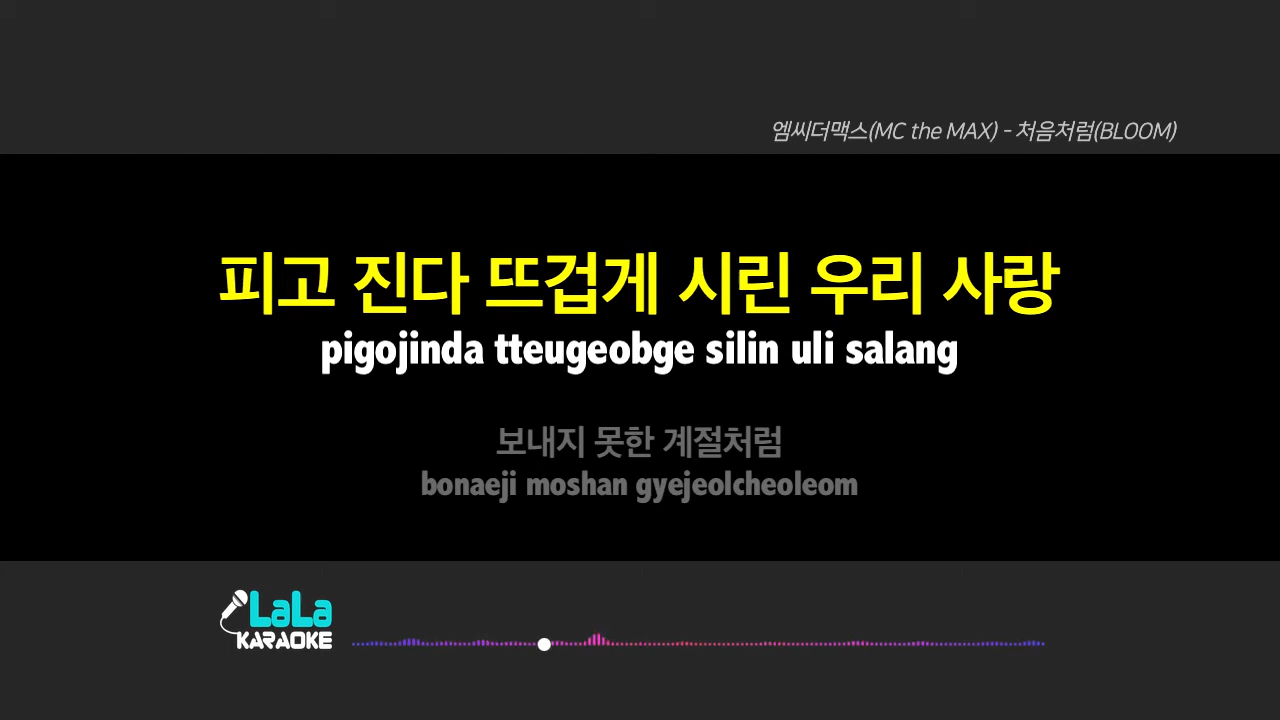 엠씨더맥스(MC the MAX) - 처음처럼(BLOOM)
피고 진다 뜨겁게 시린 우리 사랑
pigojinda tteugeobge silin uli salang
보내지 못한 계절처럼
bonaeji moshan gyejeolcheoleom
LaLa
KARAOKE